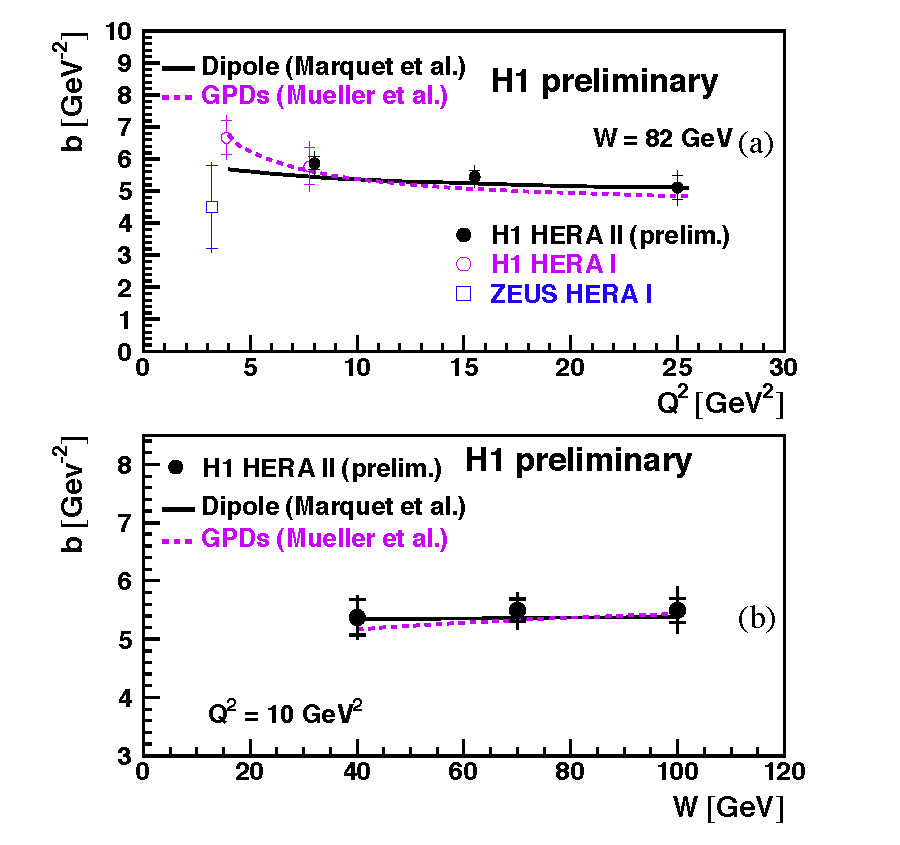 b [GeV-2]
10
9
8
7
6
5
4
3
2
1
0
Dipole (Marquet et al.)
GPDs (Mueller et al.)
H1 preliminary
W = 82 GeV (a)
H1 HERA II (prelim.)
H1 HERA I
ZEUS HERA I
0 5 10 15 20 25 30
Q2 [GeV2]
b [Gev-2]
8
7
6
5
4
3
H1 HERA II (prelim.)
H1 preliminary
Dipole (Marquet et al.)
GPDs (Mueller et al.)
(b)
Q2 = 10 GeV2
0 20 40 60 80 100 120
W [GeV]